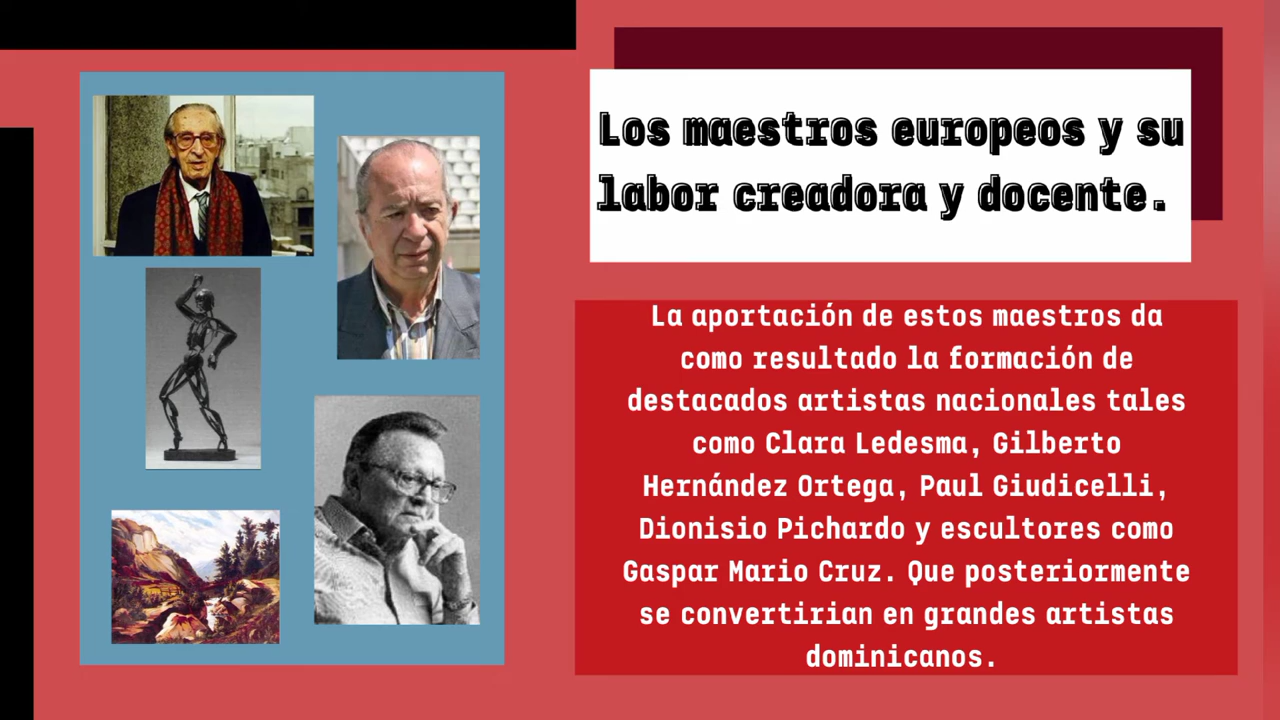 Los maestros europeos y su
labor creadora y docente.
La aportación de estos maestros da
como resultado la formación de
destacados artistas nacionales tales
como Clara Ledesma, Gilberto
Hernández Ortega, Paul Giudicelli,
Dionisio Pichardo y escultores como
Gaspar Mario Cruz. Que posteriormente
se convertirian en grandes artistas
dominicanos.